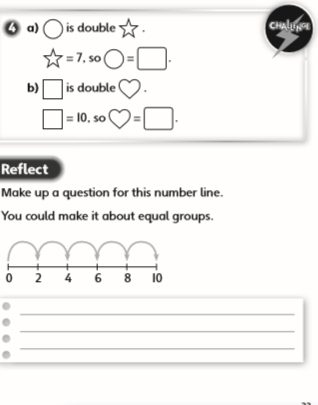 4 a) ○ is double ☆.
CHALLENGE
☆ = 7, so ○ = □.
b) □ is double ♡.
□ = 10, so ♡ = □.
Reflect
Make up a question for this number line.
You could make it about equal groups.
0 2 4 6 8 10